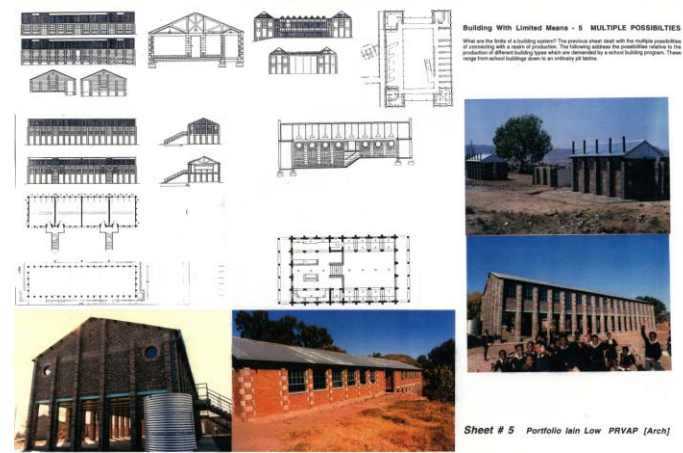 Building With Limited Means - 5 MULTIPLE POSSIBILTIES
What are the limits of a building system? The previous sheet dealt with the multiple possibilities
of connecting with a realm of production. The following address the possibilities relative to the
production of different building types which are demanded by a school building program. These
range from school buildings down to an ordinairy pit latrine.
Sheet # 5 Portfolio Iain Low PRVAP [Arch]